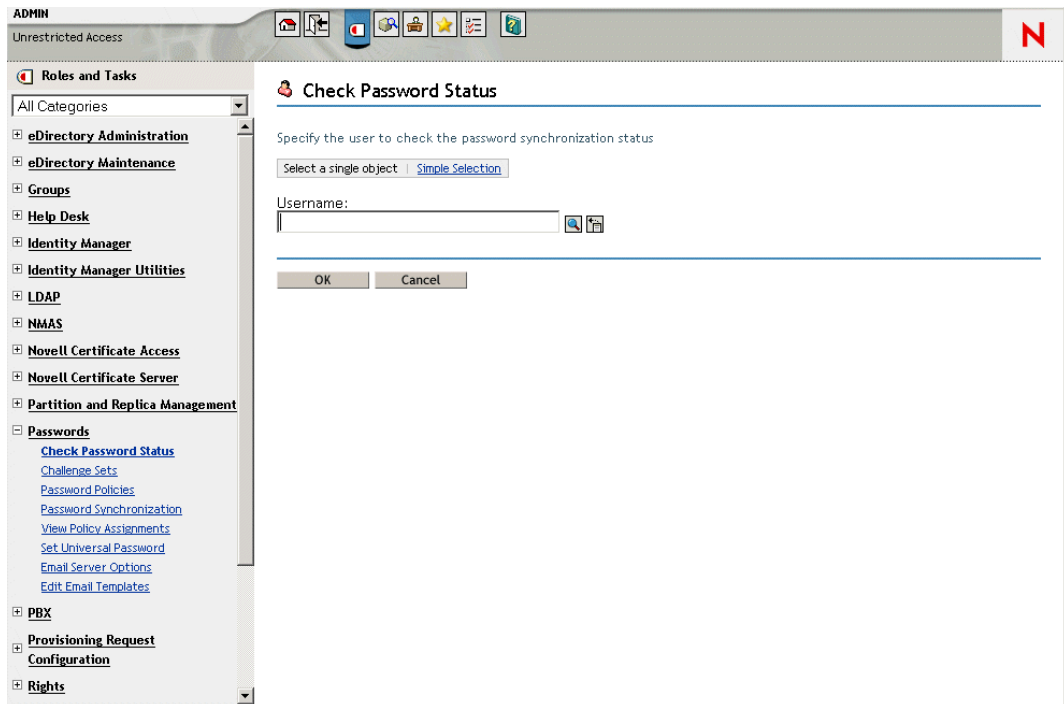 ADMIN
Unrestricted Access
N
Roles and Tasks
All Categories
eDirectory Administration
eDirectory Maintenance
Groups
Help Desk
Identity Manager
Identity Manager Utilities
LDAP
NMAS
Novell Certificate Access
Novell Certificate Server
Partition and Replica Management
Passwords
Check Password Status
Challenge Sets
Password Policies
Password Synchronization
View Policy Assignments
Set Universal Password
Email Server Options
Edit Email Templates
PBX
Provisioning Request
Configuration
Rights
Check Password Status
Specify the user to check the password synchronization status
Select a single object | Simple Selection
Username:
OK Cancel